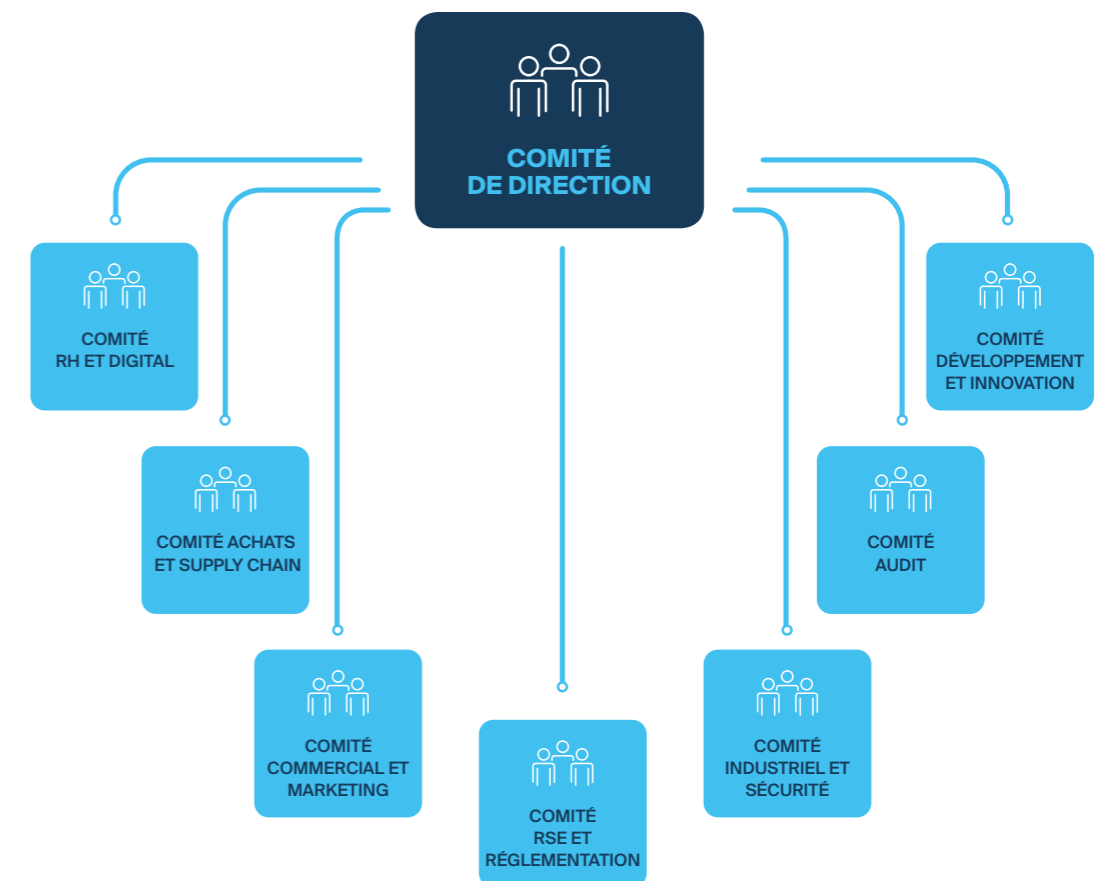 COMITÉ
DE DIRECTION
COMITÉ
RH ET DIGITAL
COMITÉ
DÉVELOPPEMENT
ET INNOVATION
COMITÉ ACHATS
ET SUPPLY CHAIN
COMITÉ
AUDIT
COMITÉ
COMMERCIAL ET
MARKETING
COMITÉ
INDUSTRIEL ET
SÉCURITÉ
COMITÉ
RSE ET
RÉGLEMENTATION